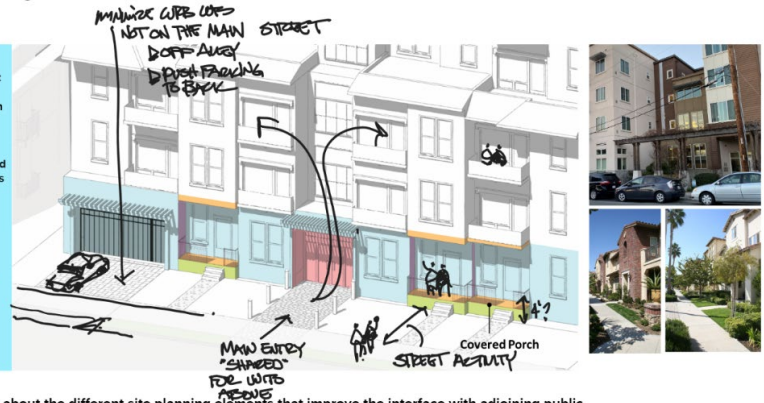 MINIMIZE CURB CUTS
NOT ON THE MAIN STREET
▷ OFF ALLEY
▷ PUSH PARKING
TO BACK
4'?
Covered Porch
STREET ACTIVITY
MAIN ENTRY
"SHARED"
FOR UNITS
ABOVE
about the different site planning elements that improve the interface with adjoining public